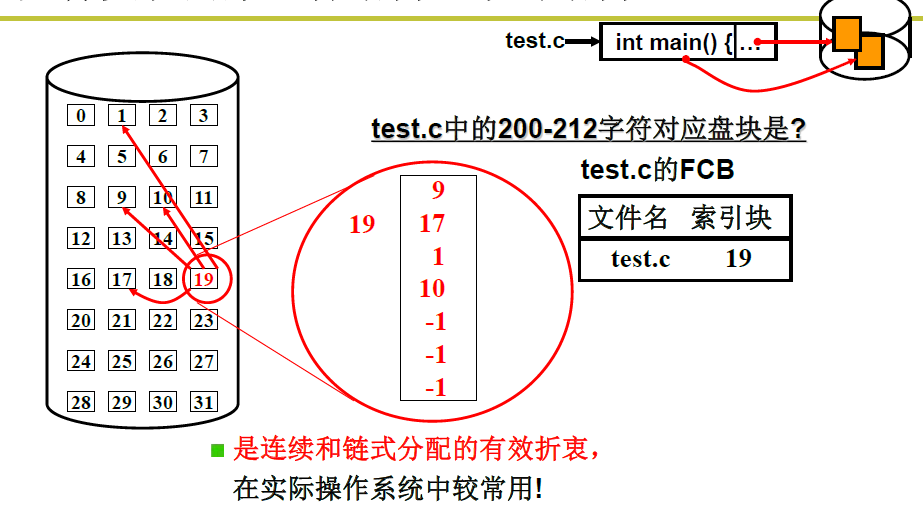 test.c int main() { …
test.c中的200-212字符对应盘块是?
test.c的FCB
文件名 索引块
test.c 19
0 1 2 3
4 5 6 7
8 9 10 11
12 13 14 15
16 17 18 19
20 21 22 23
24 25 26 27
28 29 30 31
19
9
17
1
10
-1
-1
-1
是连续和链式分配的有效折衷，
在实际操作系统中较常用!